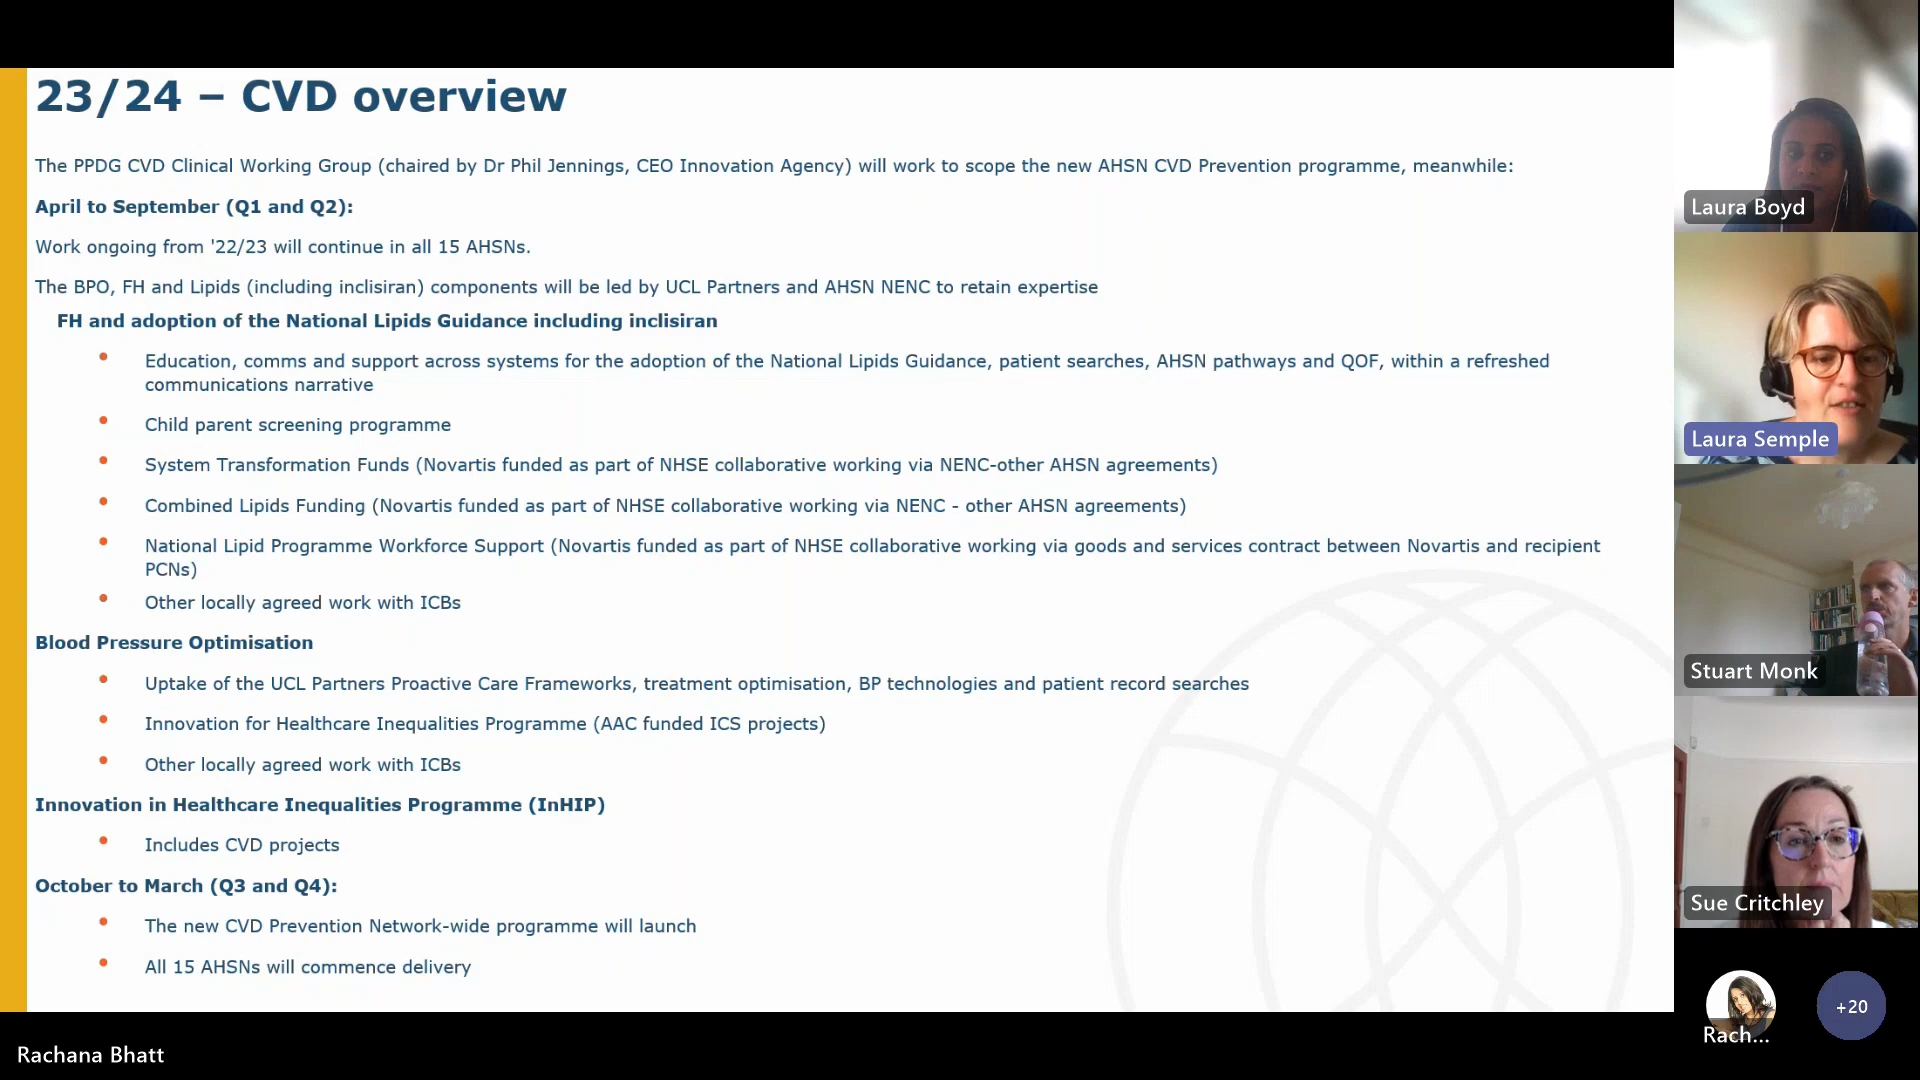 23/24 – CVD overview
The PPDG CVD Clinical Working Group (chaired by Dr Phil Jennings, CEO Innovation Agency) will work to scope the new AHSN CVD Prevention programme, meanwhile:
April to September (Q1 and Q2):
Work ongoing from '22/23 will continue in all 15 AHSNs.
The BPO, FH and Lipids (including inclisiran) components will be led by UCL Partners and AHSN NENC to retain expertise
FH and adoption of the National Lipids Guidance including inclisiran
• Education, comms and support across systems for the adoption of the National Lipids Guidance, patient searches, AHSN pathways and QOF, within a refreshed
communications narrative
• Child parent screening programme
• System Transformation Funds (Novartis funded as part of NHSE collaborative working via NENC-other AHSN agreements)
• Combined Lipids Funding (Novartis funded as part of NHSE collaborative working via NENC - other AHSN agreements)
• National Lipid Programme Workforce Support (Novartis funded as part of NHSE collaborative working via goods and services contract between Novartis and recipient
PCNs)
• Other locally agreed work with ICBs
Blood Pressure Optimisation
• Uptake of the UCL Partners Proactive Care Frameworks, treatment optimisation, BP technologies and patient record searches
• Innovation for Healthcare Inequalities Programme (AAC funded ICS projects)
• Other locally agreed work with ICBs
Innovation in Healthcare Inequalities Programme (InHIP)
• Includes CVD projects
October to March (Q3 and Q4):
• The new CVD Prevention Network-wide programme will launch
• All 15 AHSNs will commence delivery
Rachana Bhatt
Laura Boyd
Laura Semple
Stuart Monk
Sue Critchley
Rach...
+20